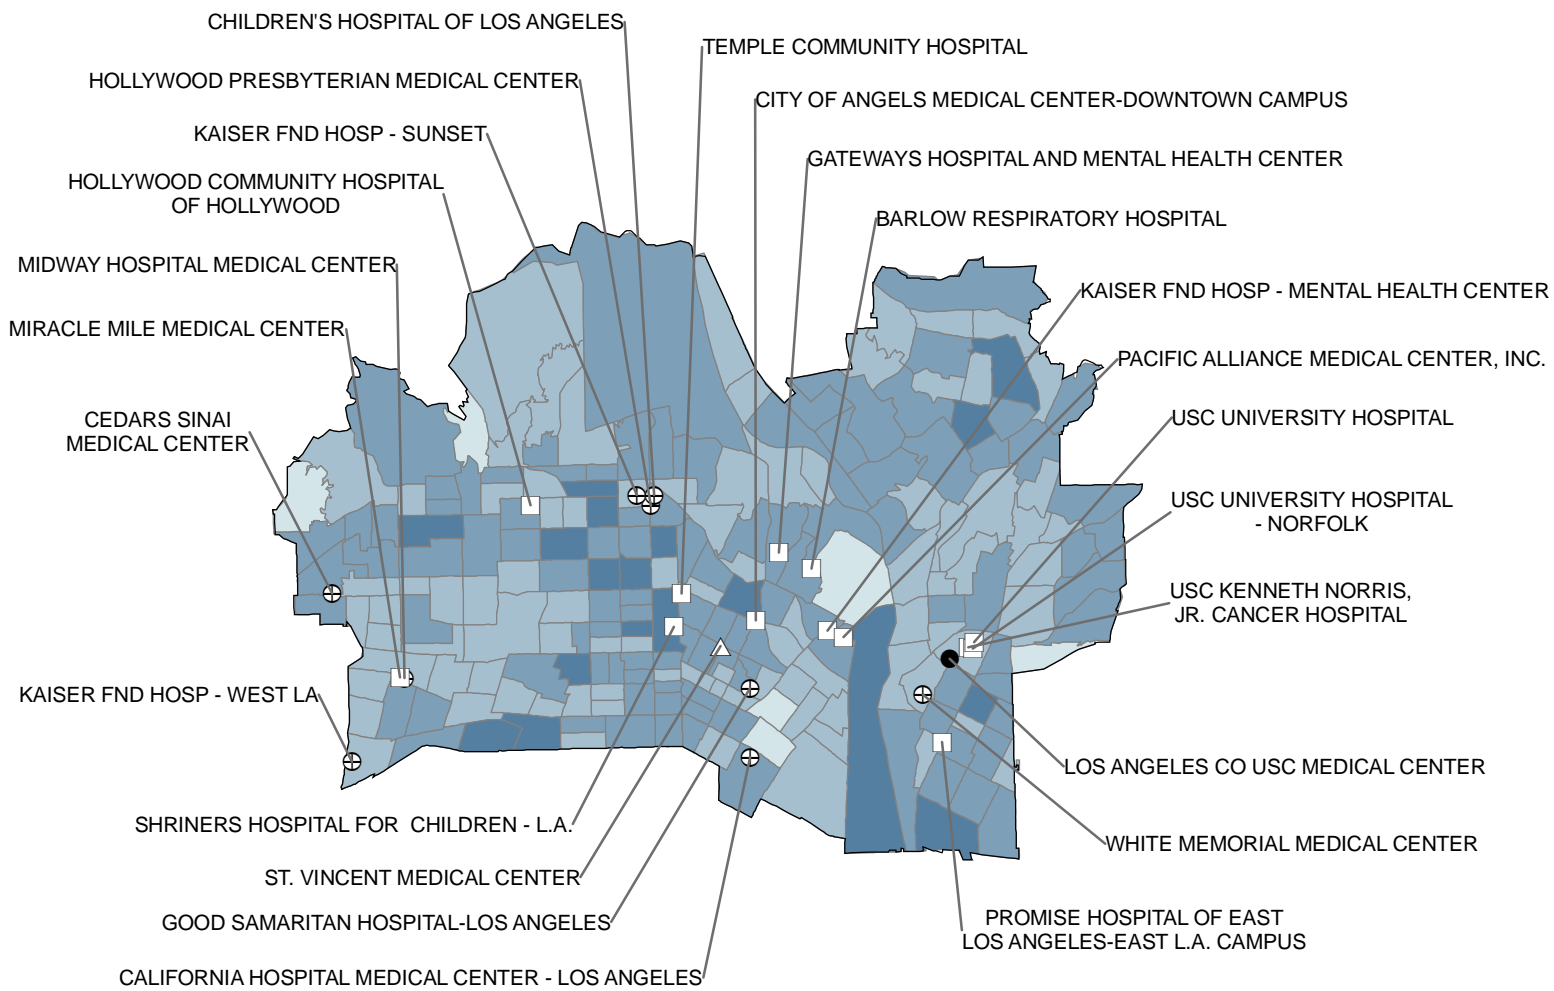 CHILDREN'S HOSPITAL OF LOS ANGELES
TEMPLE COMMUNITY HOSPITAL
HOLLYWOOD PRESBYTERIAN MEDICAL CENTER
CITY OF ANGELS MEDICAL CENTER-DOWNTOWN CAMPUS
KAISER FND HOSP - SUNSET
GATEWAYS HOSPITAL AND MENTAL HEALTH CENTER
HOLLYWOOD COMMUNITY HOSPITAL
OF HOLLYWOOD
BARLOW RESPIRATORY HOSPITAL
MIDWAY HOSPITAL MEDICAL CENTER
KAISER FND HOSP - MENTAL HEALTH CENTER
MIRACLE MILE MEDICAL CENTER
PACIFIC ALLIANCE MEDICAL CENTER, INC.
CEDARS SINAI
MEDICAL CENTER
USC UNIVERSITY HOSPITAL
USC UNIVERSITY HOSPITAL
- NORFOLK
USC KENNETH NORRIS,
JR. CANCER HOSPITAL
KAISER FND HOSP - WEST LA
LOS ANGELES CO USC MEDICAL CENTER
SHRINERS HOSPITAL FOR  CHILDREN - L.A.
WHITE MEMORIAL MEDICAL CENTER
ST. VINCENT MEDICAL CENTER
GOOD SAMARITAN HOSPITAL-LOS ANGELES
PROMISE HOSPITAL OF EAST
LOS ANGELES-EAST L.A. CAMPUS
CALIFORNIA HOSPITAL MEDICAL CENTER - LOS ANGELES